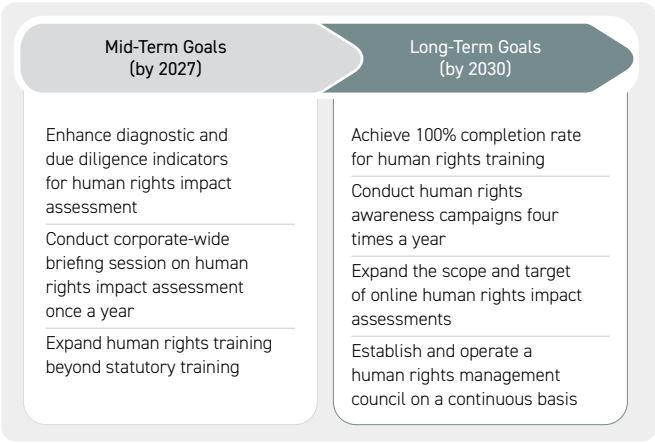 Mid-Term Goals
(by 2027)
Enhance diagnostic and
due diligence indicators
for human rights impact
assessment
Conduct corporate-wide
briefing session on human
rights impact assessment
once a year
Expand human rights training
beyond statutory training
Long-Term Goals
(by 2030)
Achieve 100% completion rate
for human rights training
Conduct human rights
awareness campaigns four
times a year
Expand the scope and target
of online human rights impact
assessments
Establish and operate a
human rights management
council on a continuous basis